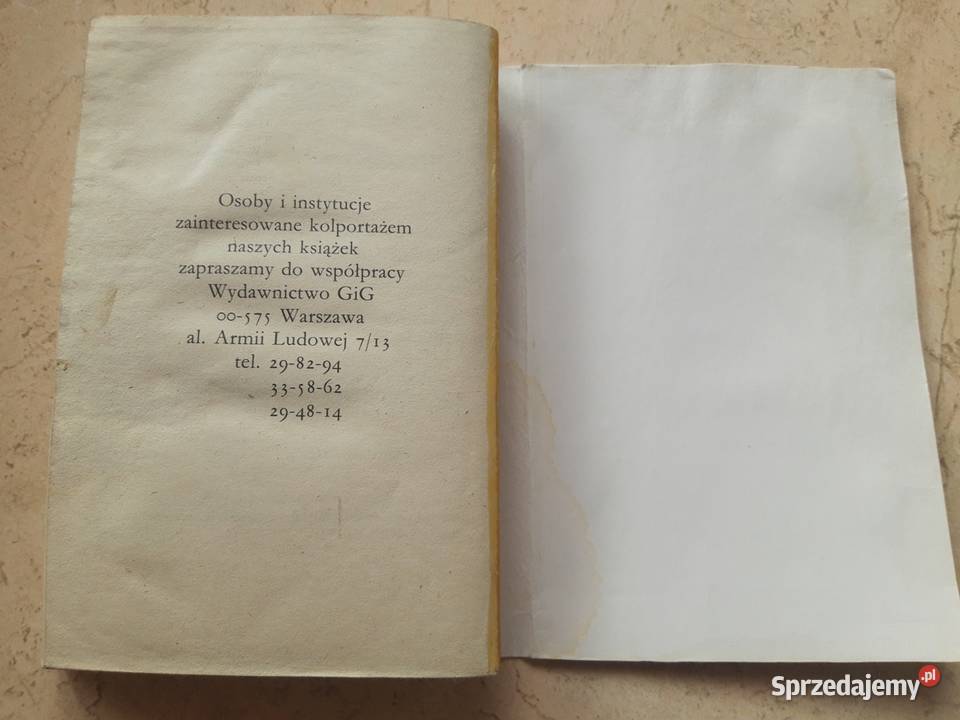 Osoby i instytucje
zainteresowane kolportażem
naszych książek
zapraszamy do współpracy
Wydawnictwo GiG
00-575 Warszawa
al. Armii Ludowej 7/13
tel. 29-82-94
33-58-62
29-48-14
Sprzedajemy.pl